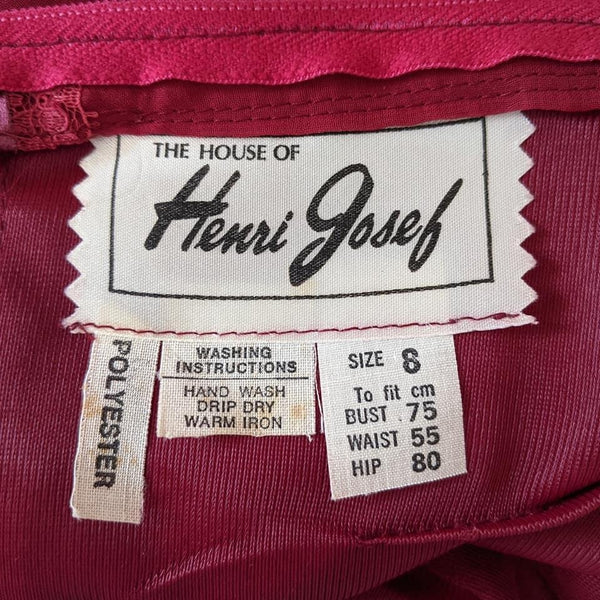 THE HOUSE OF
Henri Josef
POLYESTER
WASHING
INSTRUCTIONS
HAND WASH
DRIP DRY
WARM IRON
SIZE 8
To fit cm
BUST .75
WAIST 55
HIP 80